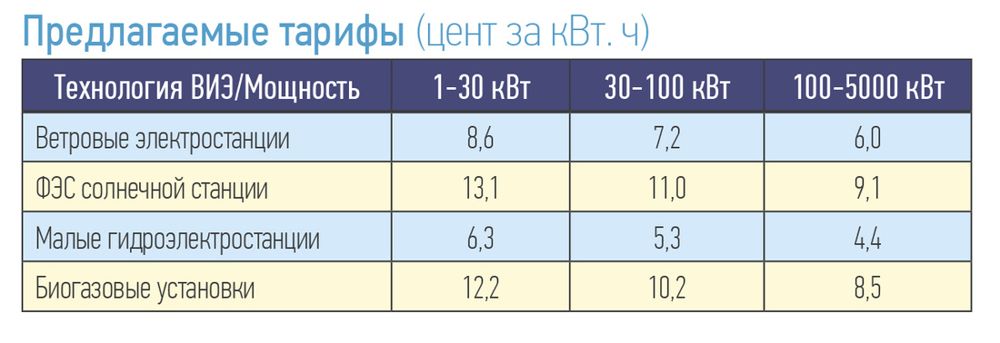 Предлагаемые тарифы (цент за кВт. ч)
Технология ВИЭ/Мощность 1-30 кВт 30-100 кВт 100-5000 кВт
Ветровые электростанции 8,6 7,2 6,0
ФЭС солнечной станции 13,1 11,0 9,1
Малые гидроэлектростанции 6,3 5,3 4,4
Биогазовые установки 12,2 10,2 8,5